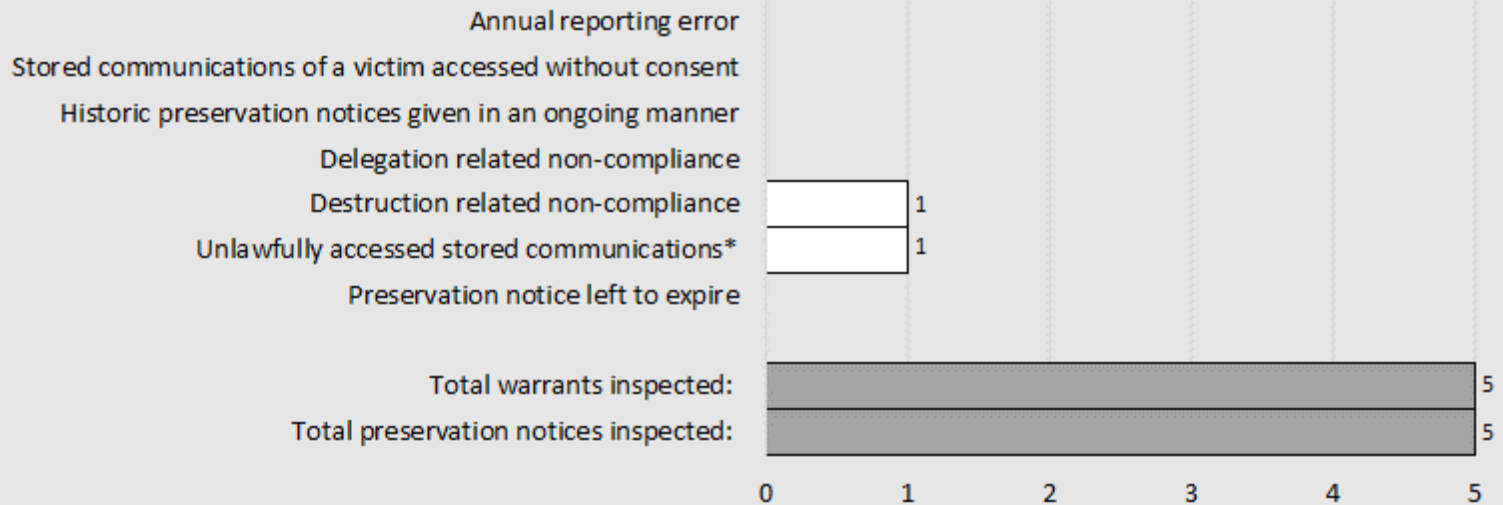 Annual reporting error
Stored communications of a victim accessed without consent
Historic preservation notices given in an ongoing manner
Delegation related non-compliance
Destruction related non-compliance 1
Unlawfully accessed stored communications* 1
Preservation notice left to expire
Total warrants inspected: 5
Total preservation notices inspected: 5
0 1 2 3 4 5